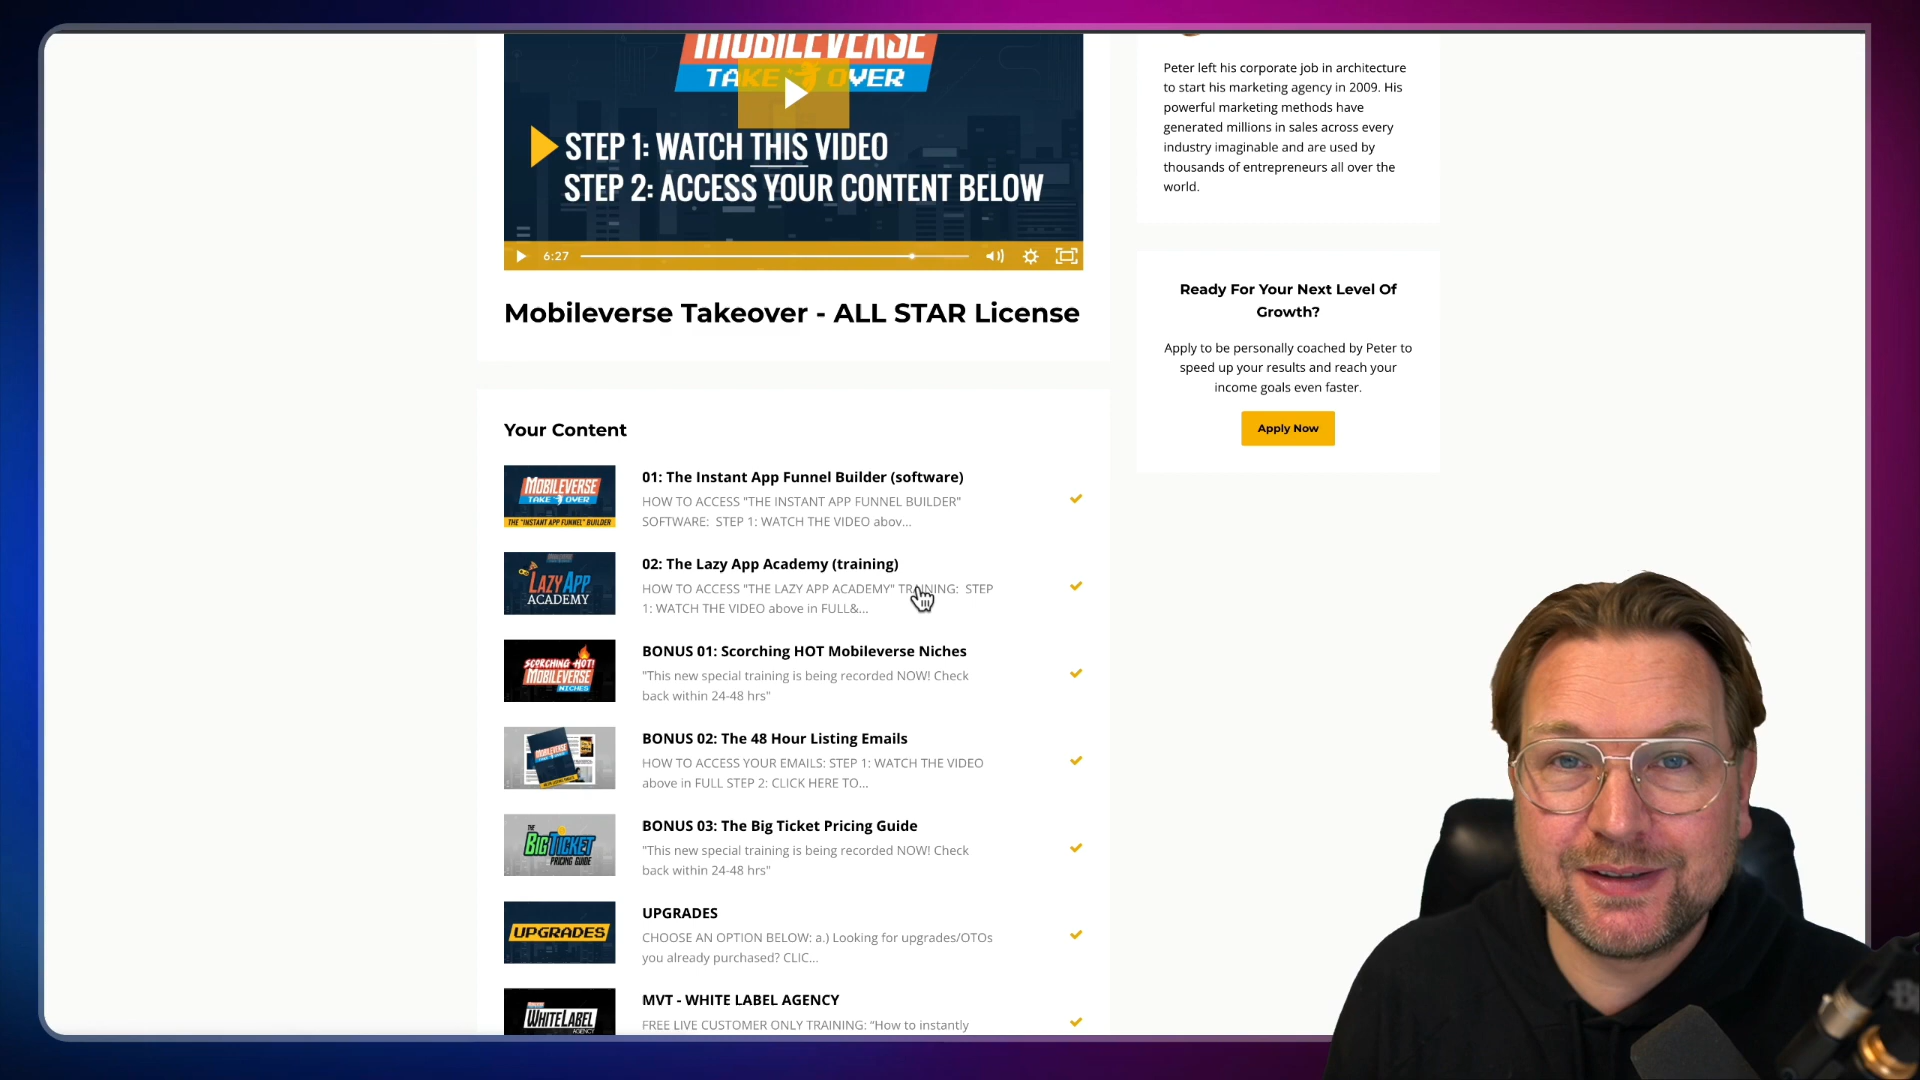 MOBILEVERSE
TAKE OVER
STEP 1: WATCH THIS VIDEO
STEP 2: ACCESS YOUR CONTENT BELOW
6:27
Mobileverse Takeover - ALL STAR License
Your Content
MOBILEVERSE
TAKE OVER
THE "INSTANT APP FUNNEL" BUILDER
01: The Instant App Funnel Builder (software)
HOW TO ACCESS "THE INSTANT APP FUNNEL BUILDER"
SOFTWARE: STEP 1: WATCH THE VIDEO abov...
LAZY APP
ACADEMY
02: The Lazy App Academy (training)
HOW TO ACCESS "THE LAZY APP ACADEMY" TRAINING: STEP
1: WATCH THE VIDEO above in FULL&...
SCORCHING HOT!
MOBILEVERSE
NICHES
BONUS 01: Scorching HOT Mobileverse Niches
"This new special training is being recorded NOW! Check
back within 24-48 hrs"
MOBILEVERSE
BONUS 02: The 48 Hour Listing Emails
HOW TO ACCESS YOUR EMAILS: STEP 1: WATCH THE VIDEO
above in FULL STEP 2: CLICK HERE TO...
THE
BIG TICKET
PRICING GUIDE
BONUS 03: The Big Ticket Pricing Guide
"This new special training is being recorded NOW! Check
back within 24-48 hrs"
UPGRADES
UPGRADES
CHOOSE AN OPTION BELOW: a.) Looking for upgrades/OTOs
you already purchased? CLIC...
WHITE LABEL
AGENCY
MVT - WHITE LABEL AGENCY
FREE LIVE CUSTOMER ONLY TRAINING: “How to instantly
Peter left his corporate job in architecture
to start his marketing agency in 2009. His
powerful marketing methods have
generated millions in sales across every
industry imaginable and are used by
thousands of entrepreneurs all over the
world.
Ready For Your Next Level Of
Growth?
Apply to be personally coached by Peter to
speed up your results and reach your
income goals even faster.
Apply Now